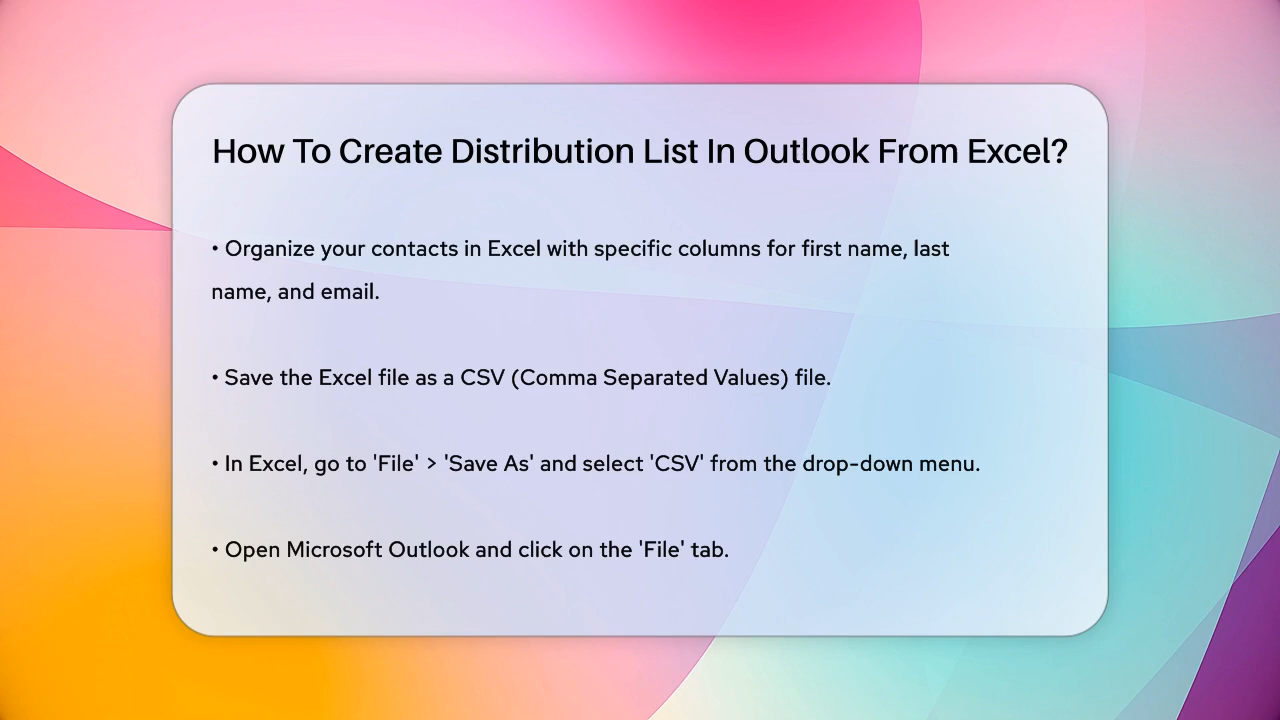 How To Create Distribution List In Outlook From Excel?
• Organize your contacts in Excel with specific columns for first name, last
name, and email.
• Save the Excel file as a CSV (Comma Separated Values) file.
• In Excel, go to 'File' > 'Save As' and select 'CSV' from the drop-down menu.
• Open Microsoft Outlook and click on the 'File' tab.